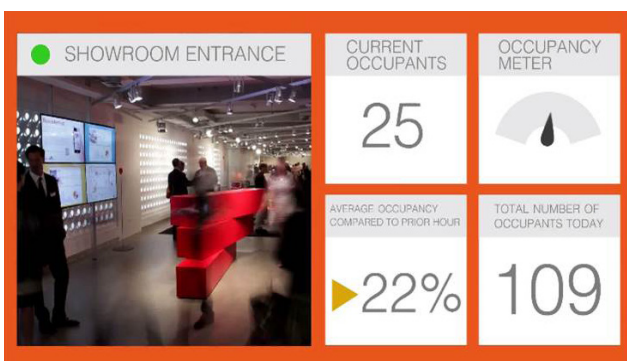 SHOWROOM ENTRANCE
CURRENT
OCCUPANTS
25
OCCUPANCY
METER
AVERAGE OCCUPANCY
COMPARED TO PRIOR HOUR
22%
TOTAL NUMBER OF
OCCUPANTS TODAY
109